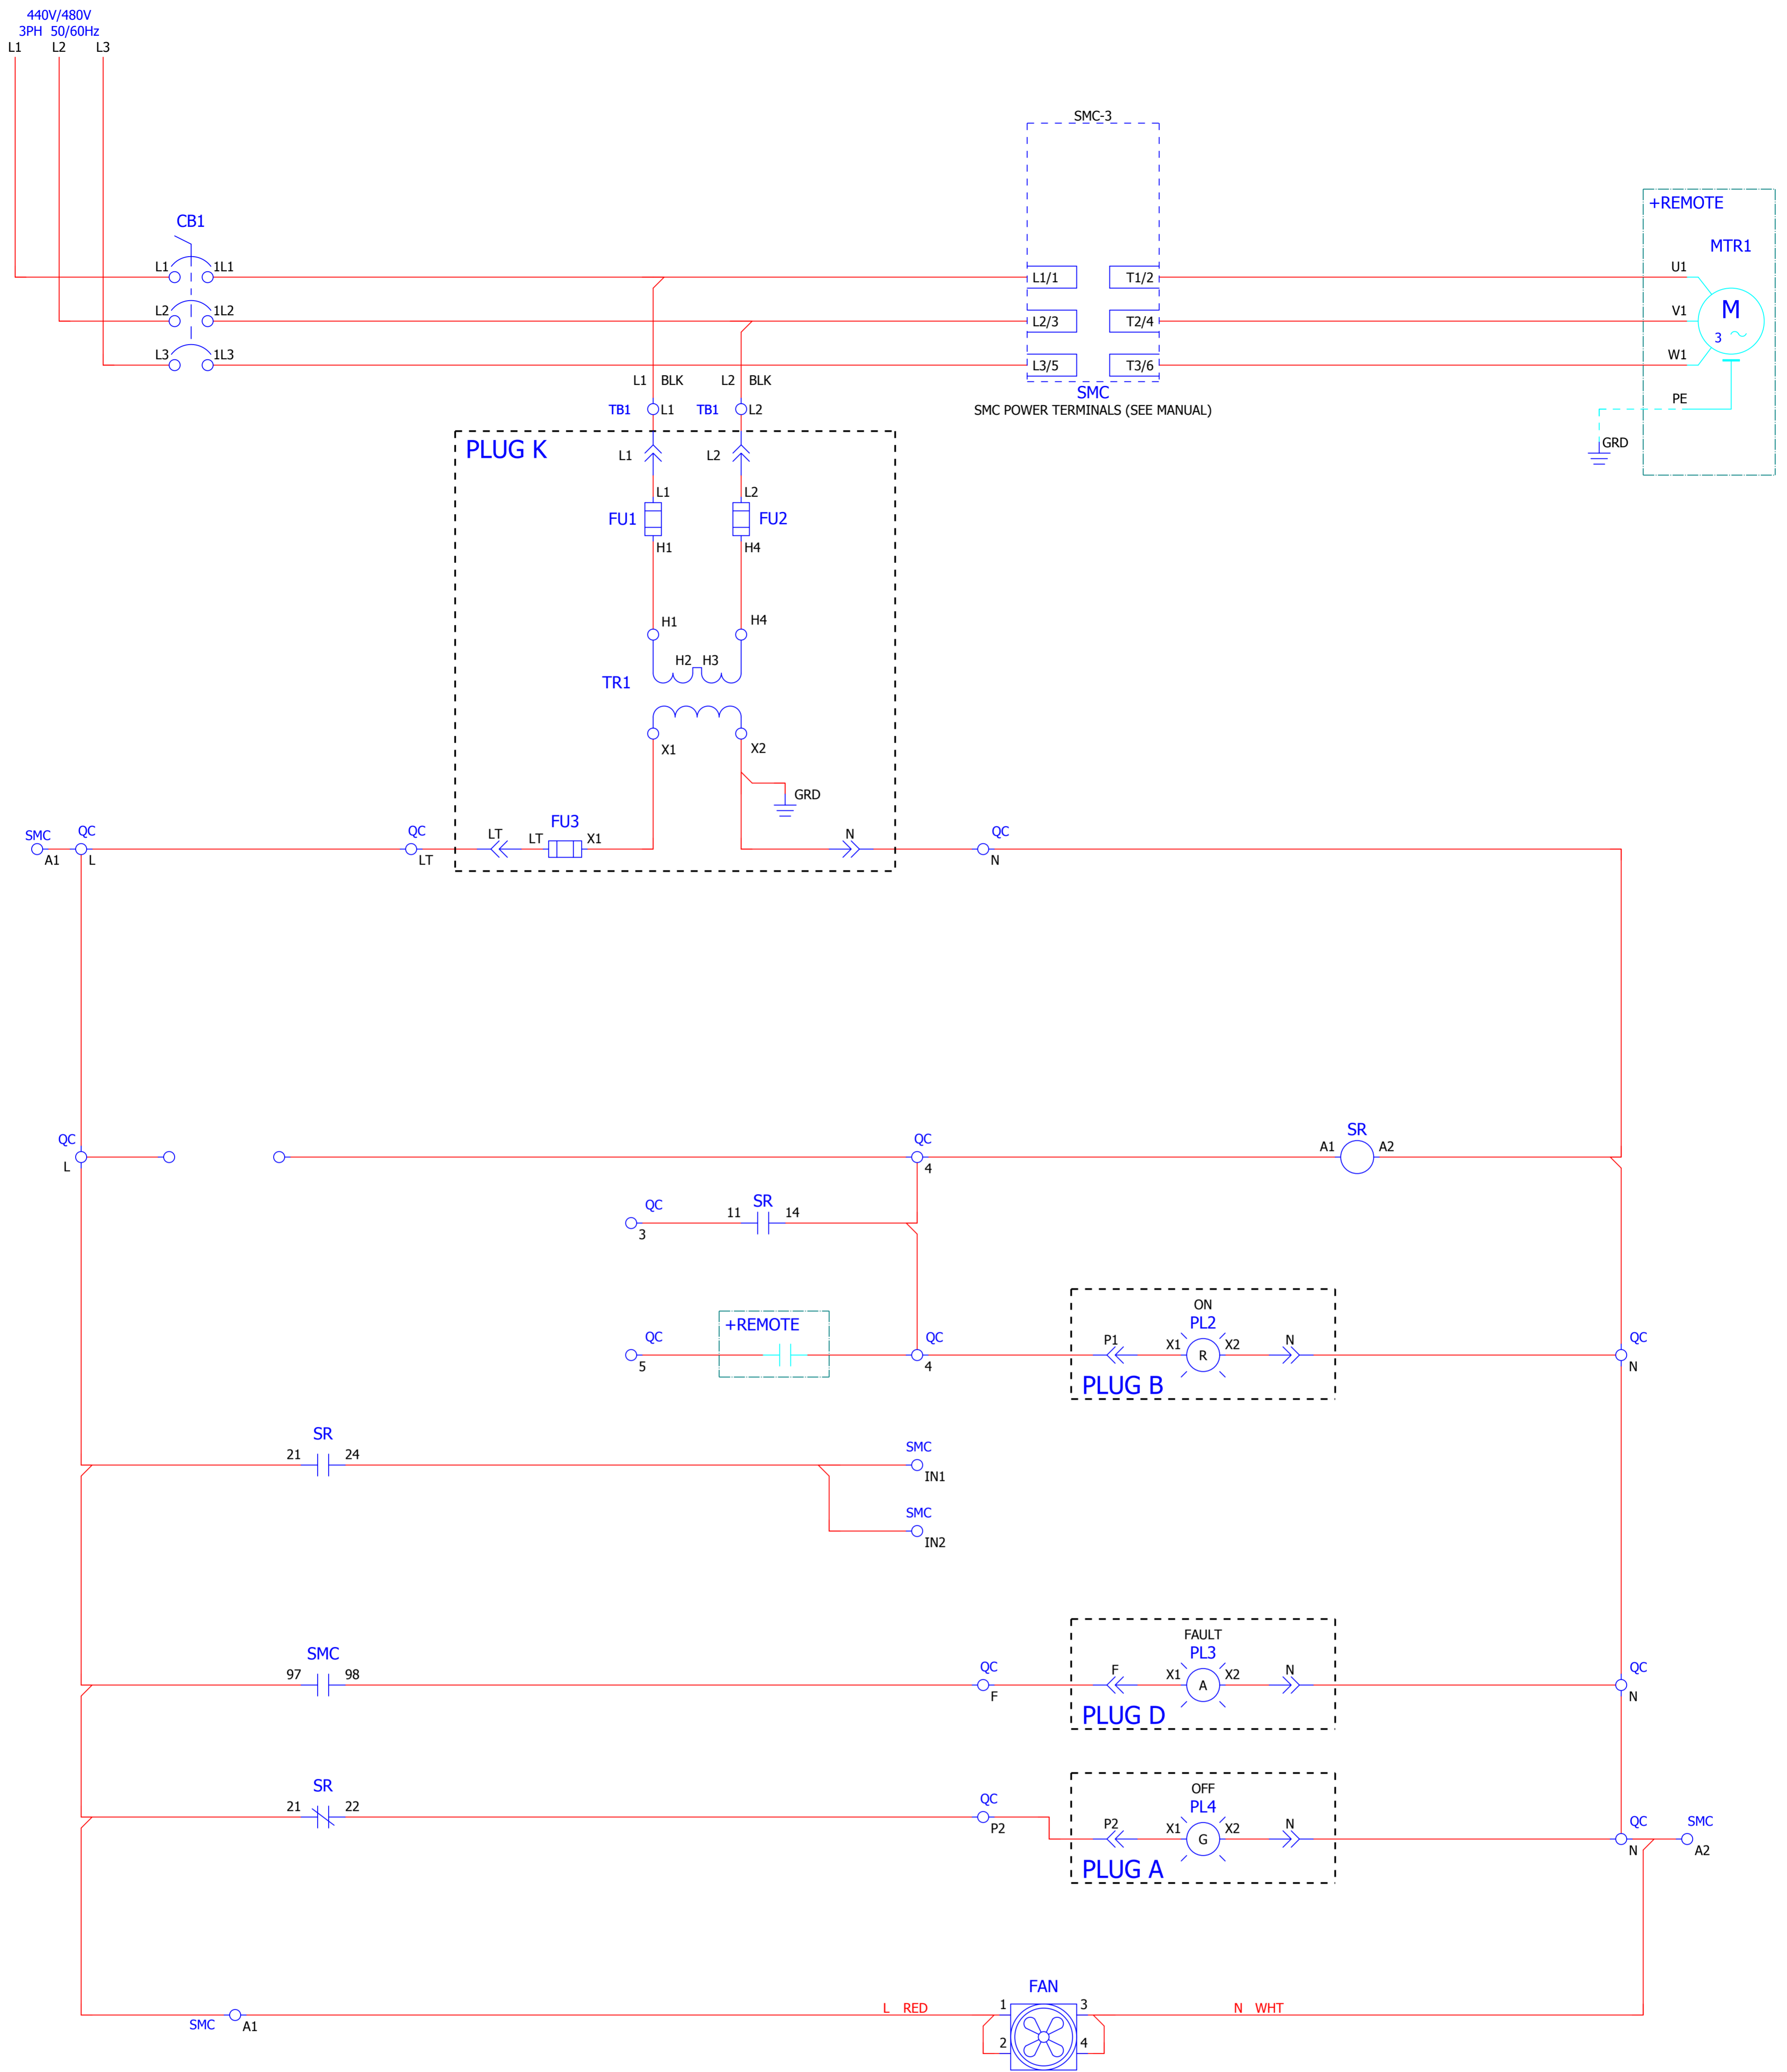 440V/480V
3PH 50/60Hz
L1 L2 L3
SMC-3
+REMOTE
CB1
MTR1
L1 1L1 L1/1 T1/2 U1
L2 1L2 L2/3 T2/4 V1
M
3
L3 1L3 L3/5 T3/6 W1
L1 BLK L2 BLK
SMC
PE
TB1 L1 TB1 L2
SMC POWER TERMINALS (SEE MANUAL)
GRD
PLUG K
L1 L2
L1 L2
FU1 FU2
H1 H4
H1 H4
H2 H3
TR1
X1 X2
GRD
FU3
SMC QC QC LT LT X1 N QC
A1 L LT N
QC QC SR
A1 A2
L 4
QC 11 SR 14
3
ON
+REMOTE PL2
QC QC P1 X1 X2 N QC
R
5 4 N
PLUG B
SR
21 24 SMC
IN1
SMC
IN2
FAULT
SMC PL3
97 98 QC F X1 X2 N QC
A
F N
PLUG D
SR OFF
PL4
21 22 QC
P2 P2 X1 X2 N QC SMC
G
N A2
PLUG A
FAN
L RED 1 3 N WHT
SMC A1
2 4